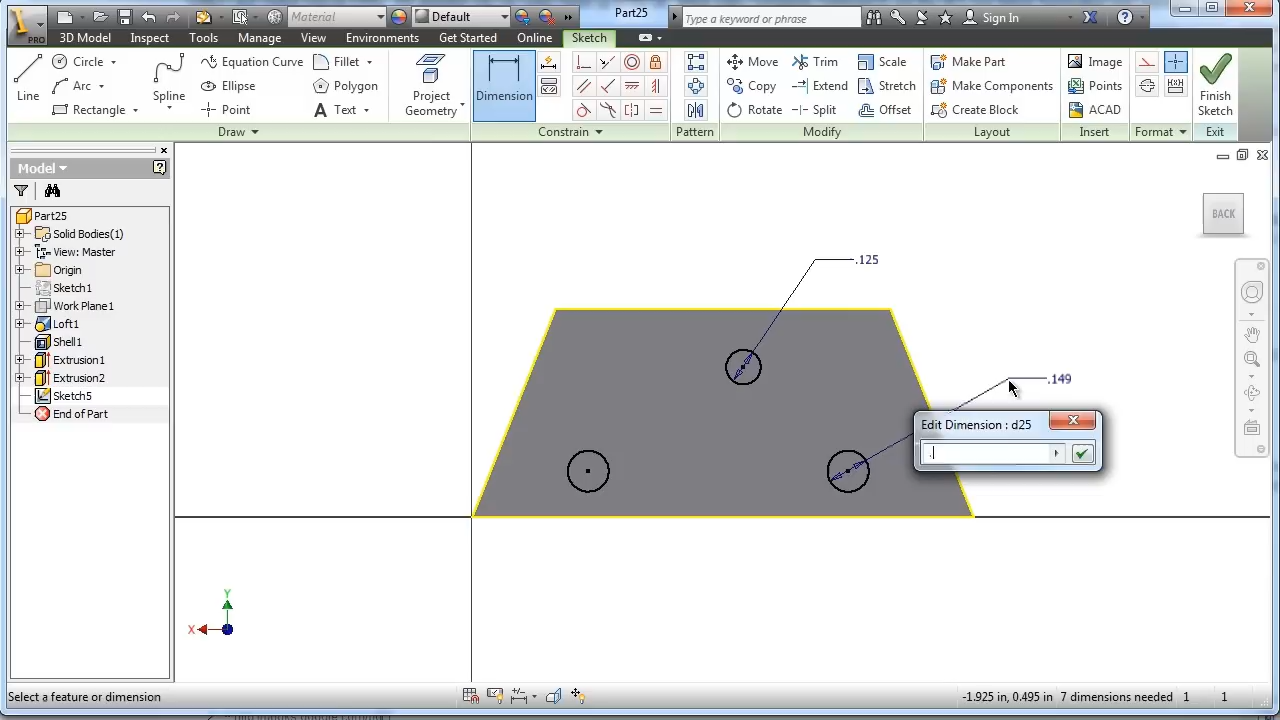 Material
Default
Part25
Type a keyword or phrase
Sign In
PRO
3D Model Inspect Tools Manage View Environments Get Started Online Sketch
Line
Circle
Arc
Rectangle
Spline
Equation Curve
Ellipse
Point
Fillet
Polygon
Text
Project Geometry
Dimension
Move
Copy
Rotate
Trim
Extend
Split
Scale
Stretch
Offset
Make Part
Make Components
Create Block
Image
Points
ACAD
Finish Sketch
Draw Constrain Pattern Modify Layout Insert Format Exit
Model
Part25
Solid Bodies(1)
View: Master
Origin
Sketch1
Work Plane1
Loft1
Shell1
Extrusion1
Extrusion2
Sketch5
End of Part
BACK
.125
.149
Edit Dimension : d25
.
Y
X
Select a feature or dimension
-1.925 in, 0.495 in 7 dimensions needed 1 1